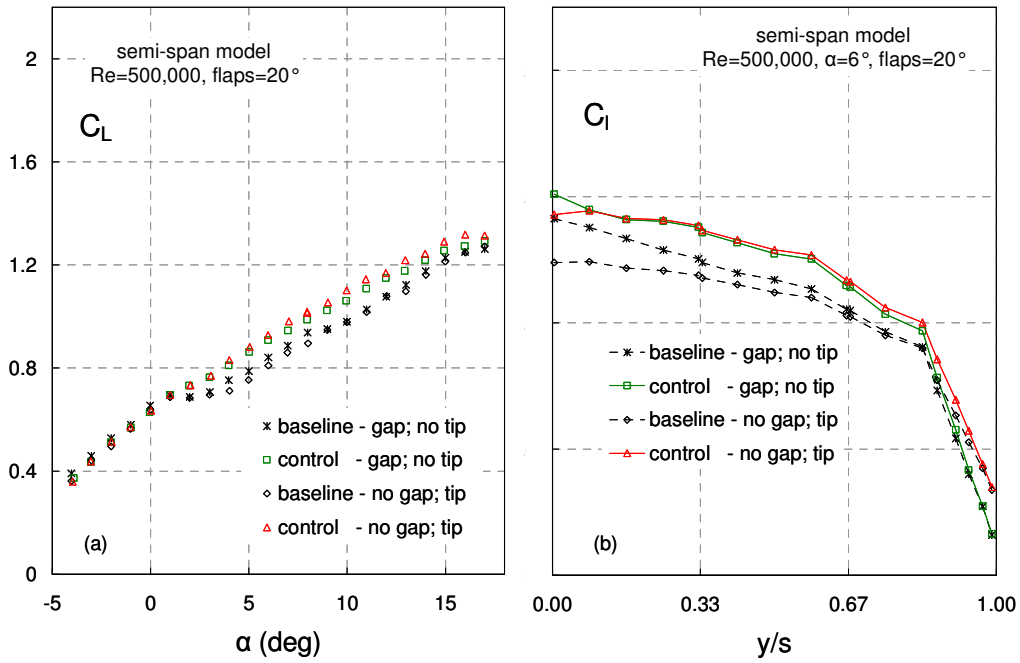 semi-span model
Re=500,000, flaps=20°
CL
2
1.6
1.2
0.8
0.4
0
-5
0
5
10
15
α (deg)
baseline - gap; no tip
control - gap; no tip
baseline - no gap; tip
control - no gap; tip
(a)
semi-span model
Re=500,000, α=6°, flaps=20°
Cl
baseline - gap; no tip
control - gap; no tip
baseline - no gap; tip
control - no gap; tip
(b)
0.00
0.33
0.67
1.00
y/s